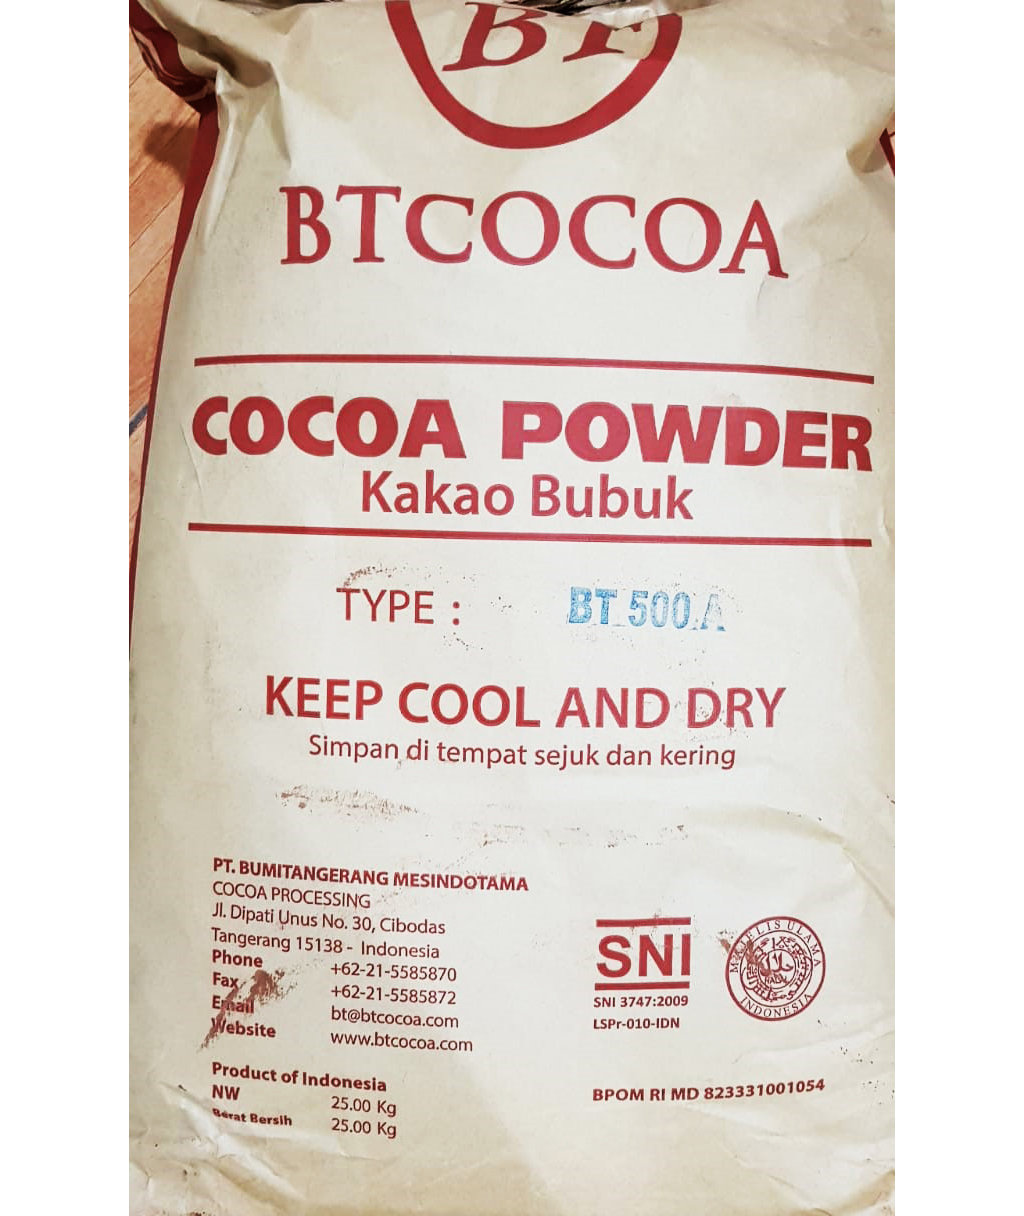 BT
BTCOCOA
COCOA POWDER
Kakao Bubuk
TYPE : BT 500.A
KEEP COOL AND DRY
Simpan di tempat sejuk dan kering
PT. BUMITANGERANG MESINDOTAMA
COCOA PROCESSING
Jl. Dipati Unus No. 30, Cibodas
Tangerang 15138 - Indonesia
Phone +62-21-5585870
Fax +62-21-5585872
Email bt@btcocoa.com
Website www.btcocoa.com
Product of Indonesia
NW 25.00 Kg
Berat Bersih 25.00 Kg
SNI
SNI 3747:2009
LSPr-010-IDN
MAJELIS ULAMA
حلال
HALAL
INDONESIA
BPOM RI MD 823331001054